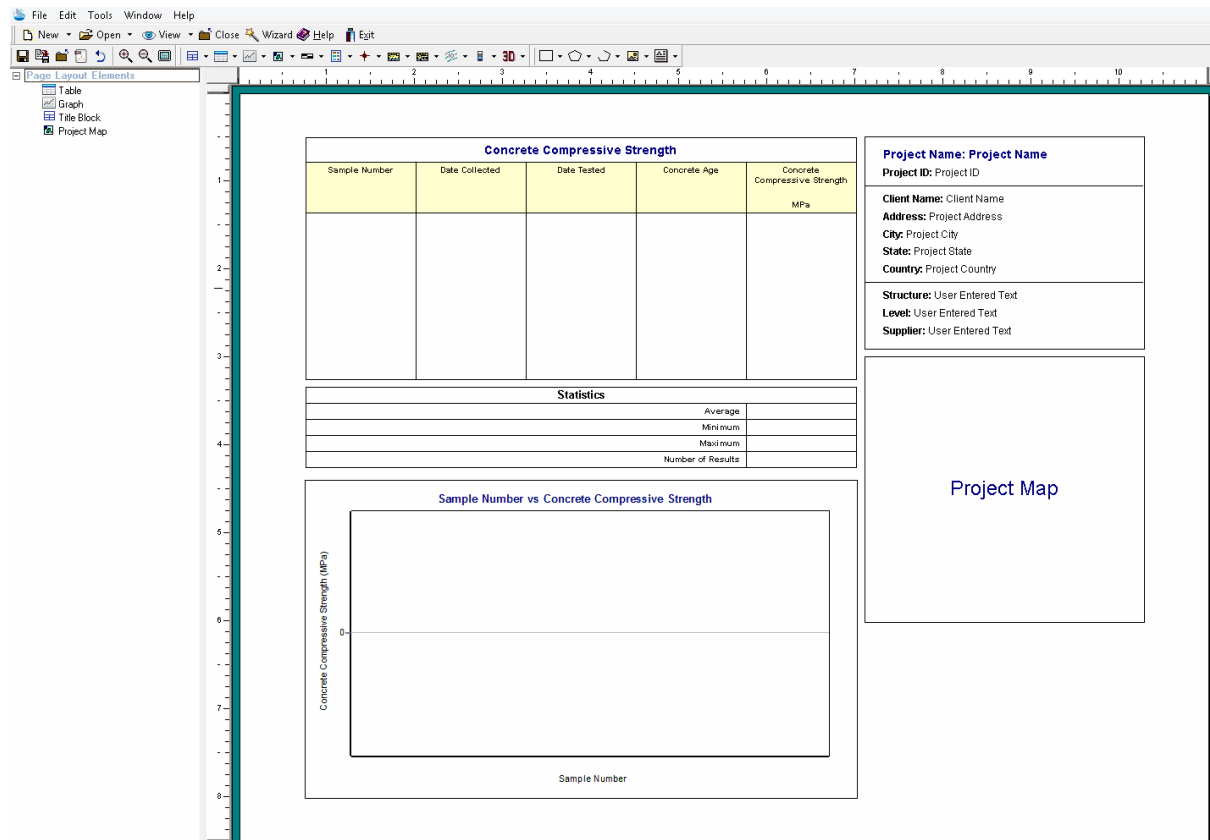 File Edit Tools Window Help
New Open View Close Wizard Help Exit
3D
Page Layout Elements
Table
Graph
Title Block
Project Map
1 2 3 4 5 6 7 8 9 10
1
2
3
4
5
6
7
8
Concrete Compressive Strength
Sample Number Date Collected Date Tested Concrete Age Concrete
Compressive Strength
MPa
Statistics
Average
Minimum
Maximum
Number of Results
Sample Number vs Concrete Compressive Strength
Concrete Compressive Strength (MPa)
0
Sample Number
Project Name: Project Name
Project ID: Project ID
Client Name: Client Name
Address: Project Address
City: Project City
State: Project State
Country: Project Country
Structure: User Entered Text
Level: User Entered Text
Supplier: User Entered Text
Project Map